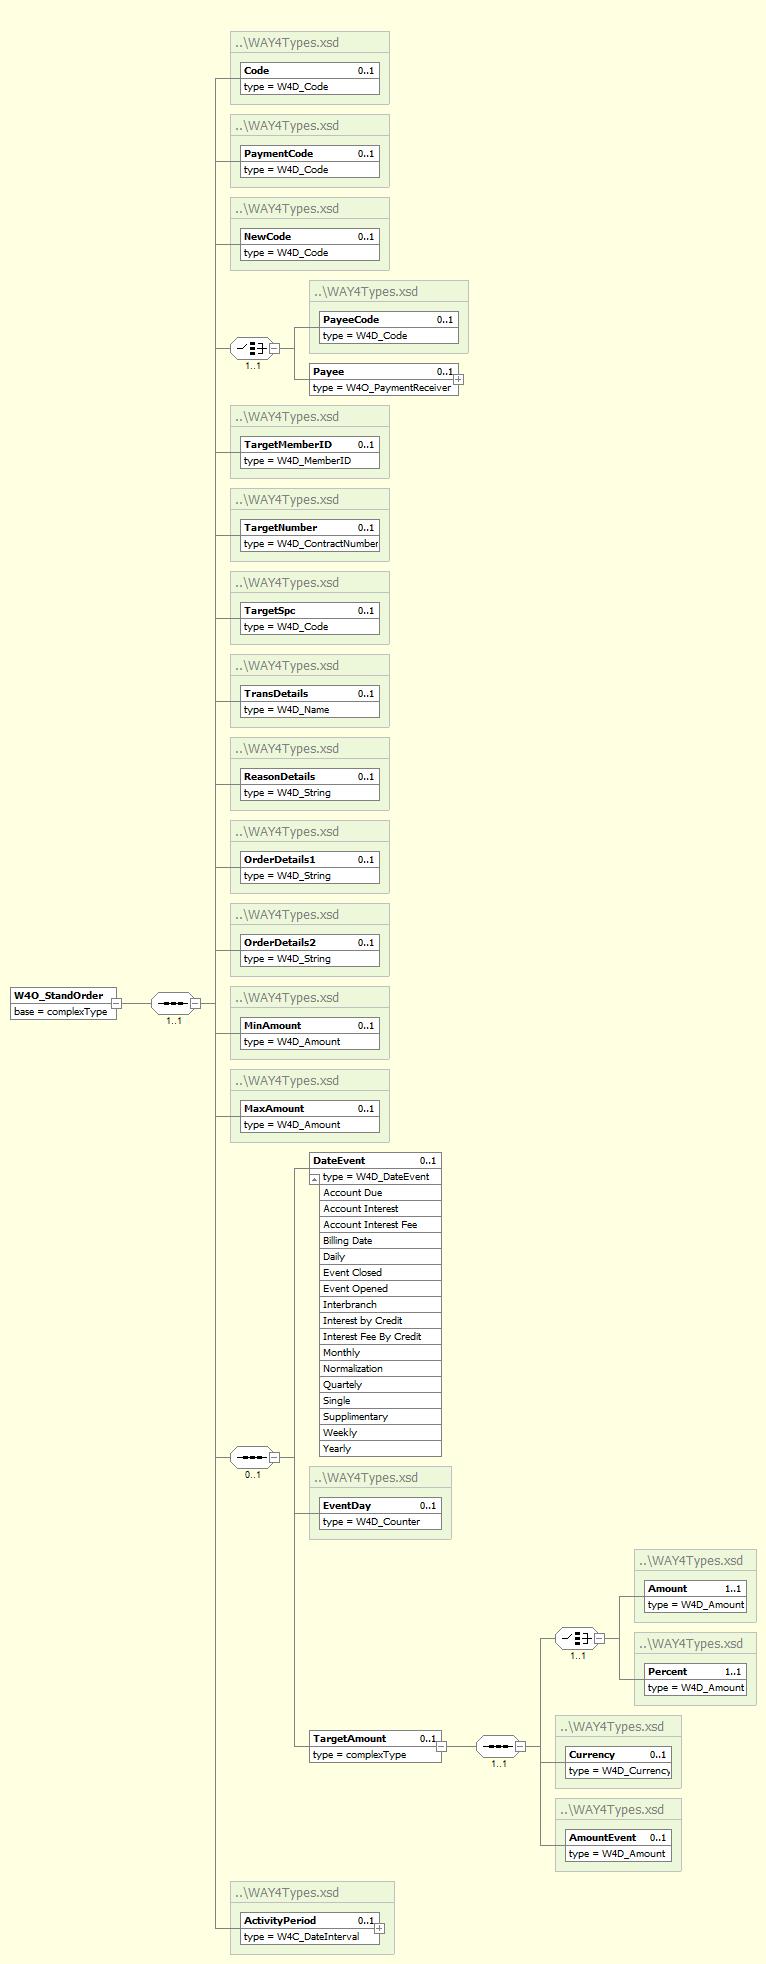 ..\WAY4Types.xsd
Code 0..1
type = W4D_Code
..\WAY4Types.xsd
PaymentCode 0..1
type = W4D_Code
..\WAY4Types.xsd
NewCode 0..1
type = W4D_Code
..\WAY4Types.xsd
PayeeCode 0..1
type = W4D_Code
1..1
Payee 0..1
type = W4O_PaymentReceiver
..\WAY4Types.xsd
TargetMemberID 0..1
type = W4D_MemberID
..\WAY4Types.xsd
TargetNumber 0..1
type = W4D_ContractNumber
..\WAY4Types.xsd
TargetSpc 0..1
type = W4D_Code
..\WAY4Types.xsd
TransDetails 0..1
type = W4D_Name
..\WAY4Types.xsd
ReasonDetails 0..1
type = W4D_String
..\WAY4Types.xsd
OrderDetails1 0..1
type = W4D_String
..\WAY4Types.xsd
OrderDetails2 0..1
type = W4D_String
W4O_StandOrder
base = complexType
1..1
..\WAY4Types.xsd
MinAmount 0..1
type = W4D_Amount
..\WAY4Types.xsd
MaxAmount 0..1
type = W4D_Amount
DateEvent 0..1
type = W4D_DateEvent
Account Due
Account Interest
Account Interest Fee
Billing Date
Daily
Event Closed
Event Opened
Interbranch
Interest by Credit
Interest Fee By Credit
Monthly
Normalization
Quartely
Single
Supplimentary
Weekly
Yearly
0..1
..\WAY4Types.xsd
EventDay 0..1
type = W4D_Counter
..\WAY4Types.xsd
Amount 1..1
type = W4D_Amount
1..1
..\WAY4Types.xsd
Percent 1..1
type = W4D_Amount
TargetAmount 0..1
type = complexType
1..1
..\WAY4Types.xsd
Currency 0..1
type = W4D_Currency
..\WAY4Types.xsd
AmountEvent 0..1
type = W4D_Amount
..\WAY4Types.xsd
ActivityPeriod 0..1
type = W4C_DateInterval